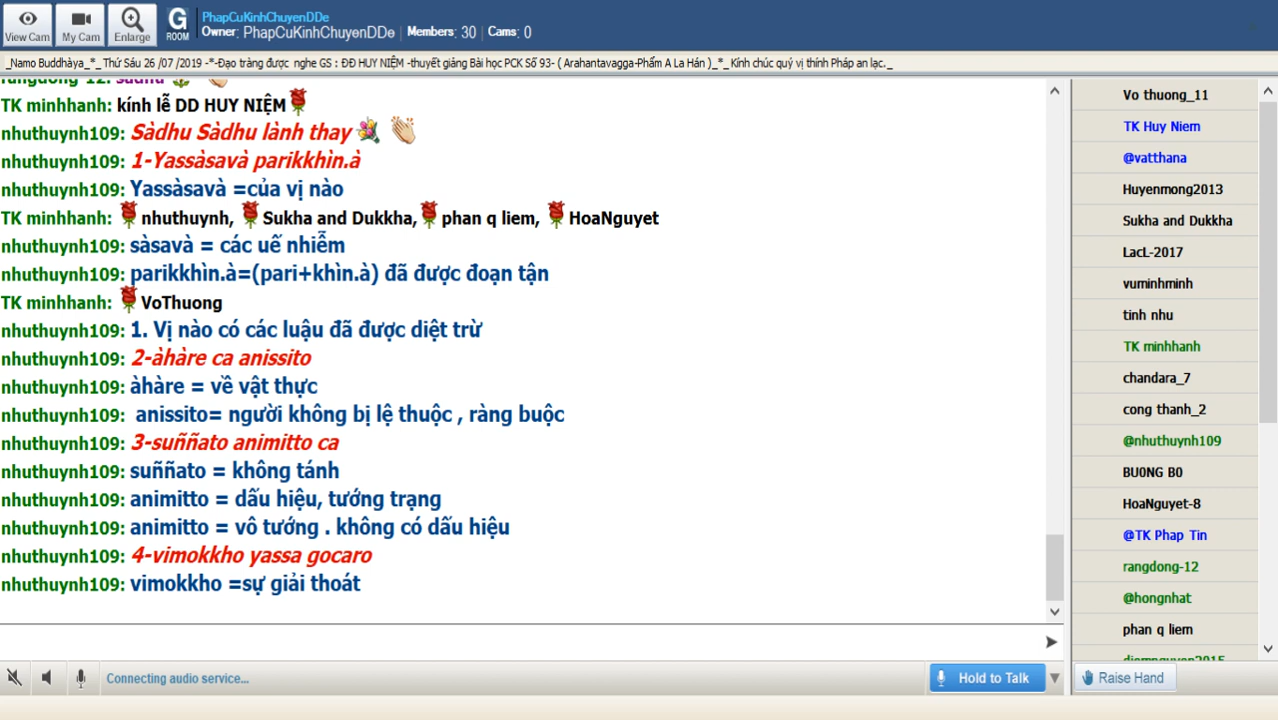 View Cam
My Cam
Enlarge
G
ROOM
PhapCuKinhChuyenDDe
Owner: PhapCuKinhChuyenDDe Members: 30 Cams: 0
_Namo Buddhàya_*_ Thứ Sáu 26 /07 /2019 -*-Đạo tràng được nghe GS : ĐĐ HUY NIỆM -thuyết giảng Bài học PCK Số 93- ( Arahantavagga-Phẩm A La Hán )_*_Kính chúc quý vị thính Pháp an lạc._
rangdong-12: sadhu
TK minhhanh: kính lễ DD HUY NIỆM
nhuthuynh109: Sàdhu Sàdhu lành thay
nhuthuynh109: 1-Yassàsavà parikkhìn.à
nhuthuynh109: Yassàsavà =của vị nào
TK minhhanh: nhuthuynh, Sukha and Dukkha, phan q liem, HoaNguyet
nhuthuynh109: sàsavà = các uế nhiễm
nhuthuynh109: parikkhìn.à=(pari+khìn.à) đã được đoạn tận
TK minhhanh: VoThuong
nhuthuynh109: 1. Vị nào có các luậu đã được diệt trừ
nhuthuynh109: 2-àhàre ca anissito
nhuthuynh109: àhàre = về vật thực
nhuthuynh109: anissito= người không bị lệ thuộc , ràng buộc
nhuthuynh109: 3-suññato animitto ca
nhuthuynh109: suññato = không tánh
nhuthuynh109: animitto = dấu hiệu, tướng trạng
nhuthuynh109: animitto = vô tướng . không có dấu hiệu
nhuthuynh109: 4-vimokkho yassa gocaro
nhuthuynh109: vimokkho =sự giải thoát
Vo thuong_11
TK Huy Niem
@vatthana
Huyenmong2013
Sukha and Dukkha
LacL-2017
vuminhminh
tinh nhu
TK minhhanh
chandara_7
cong thanh_2
@nhuthuynh109
BU0NG B0
HoaNguyet-8
@TK Phap Tin
rangdong-12
@hongnhat
phan q liem
diemnguyen2015
Connecting audio service...
Hold to Talk
Raise Hand